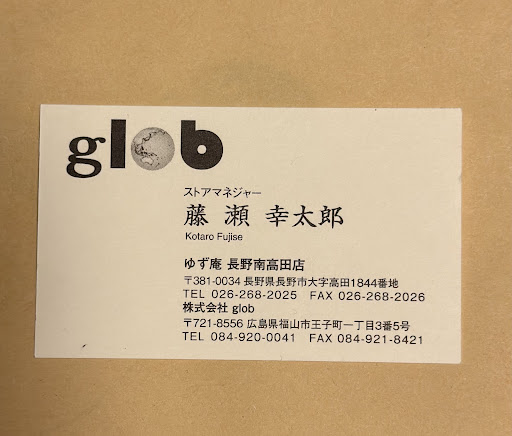 glob
ストアマネジャー
藤瀬 幸太郎
Kotaro Fujise
ゆず庵 長野南高田店
〒381-0034 長野県長野市大字高田1844番地
TEL 026-268-2025 FAX 026-268-2026
株式会社 glob
〒721-8556 広島県福山市王子町一丁目3番5号
TEL 084-920-0041 FAX 084-921-8421